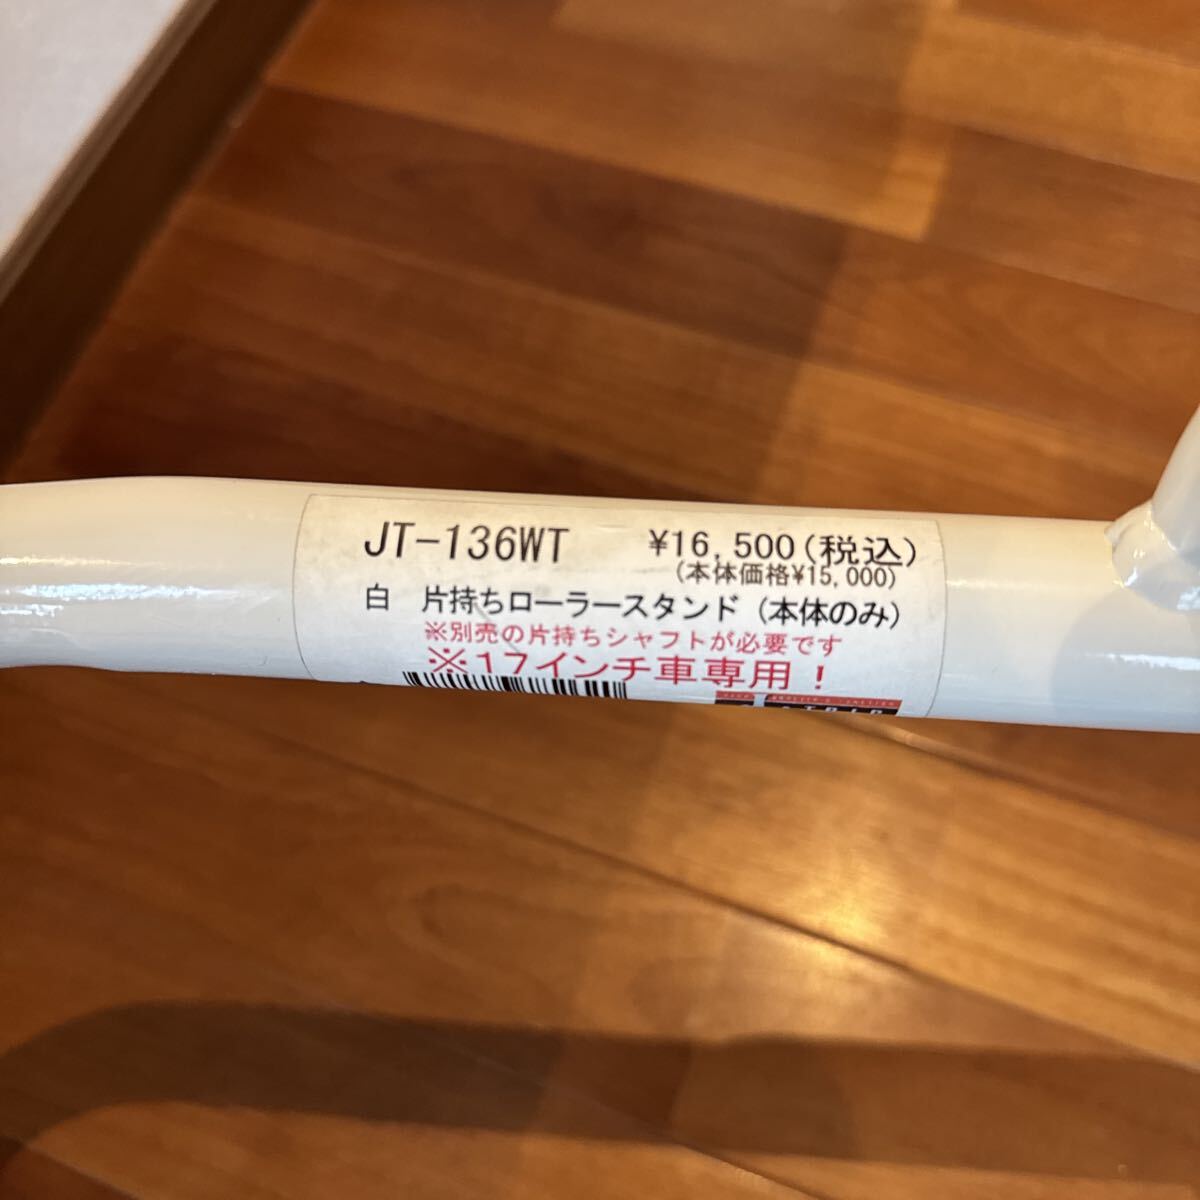 JT-136WT ¥16,500(税込)
(本体価格¥15,000)
白 片持ちローラースタンド (本体のみ)
※別売の片持ちシャフトが必要です
※17インチ車専用！